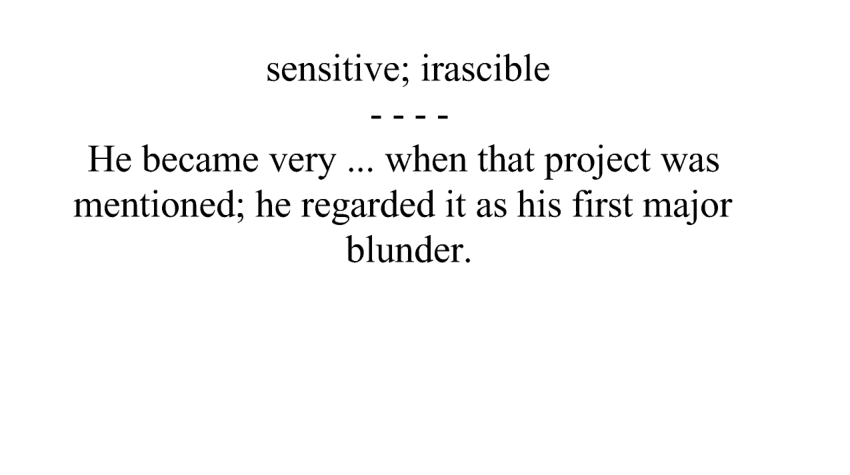 sensitive; irascible
- - - -
He became very ... when that project was
mentioned; he regarded it as his first major
blunder.